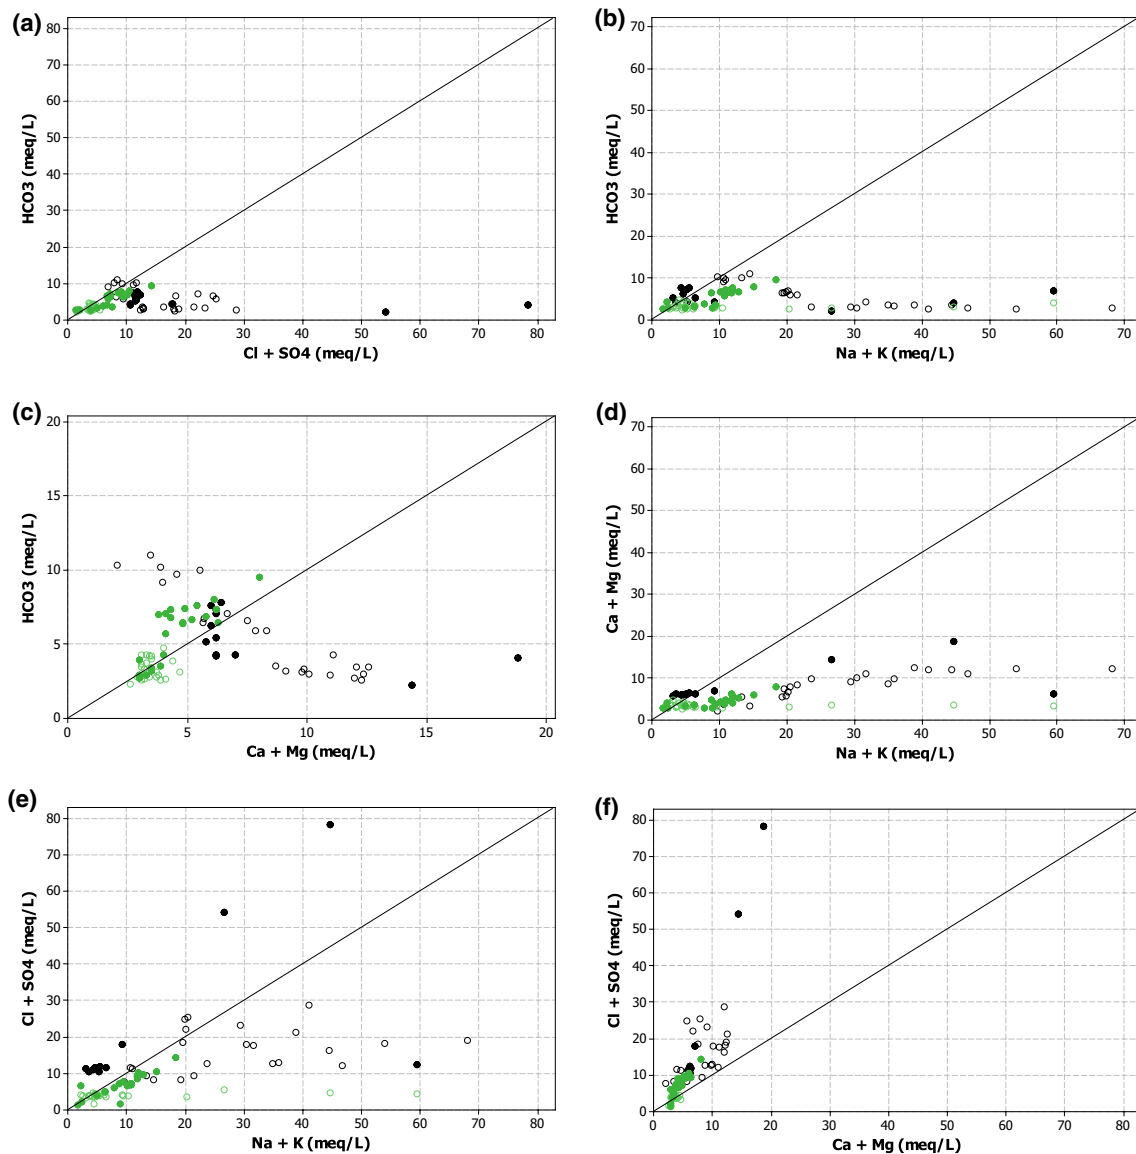 (a)
80
70
60
50
40
30
20
10
0
HCO3 (meq/L)
0 10 20 30 40 50 60 70 80
Cl + SO4 (meq/L)
(b)
70
60
50
40
30
20
10
0
HCO3 (meq/L)
0 10 20 30 40 50 60 70
Na + K (meq/L)
(c)
20
15
10
5
0
HCO3 (meq/L)
0 5 10 15 20
Ca + Mg (meq/L)
(d)
70
60
50
40
30
20
10
0
Ca + Mg (meq/L)
0 10 20 30 40 50 60 70
Na + K (meq/L)
(e)
80
70
60
50
40
30
20
10
0
Cl + SO4 (meq/L)
0 10 20 30 40 50 60 70 80
Na + K (meq/L)
(f)
80
70
60
50
40
30
20
10
0
Cl + SO4 (meq/L)
0 10 20 30 40 50 60 70 80
Ca + Mg (meq/L)